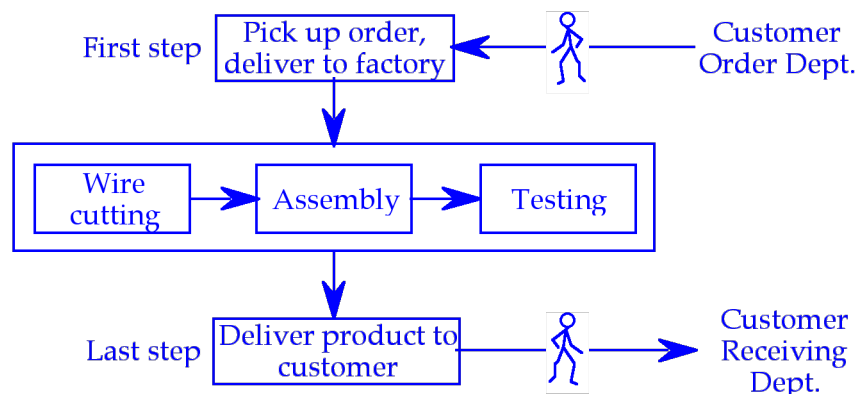 First step
Pick up order,
deliver to factory
Customer
Order Dept.
Wire
cutting
Assembly
Testing
Last step
Deliver product to
customer
Customer
Receiving
Dept.